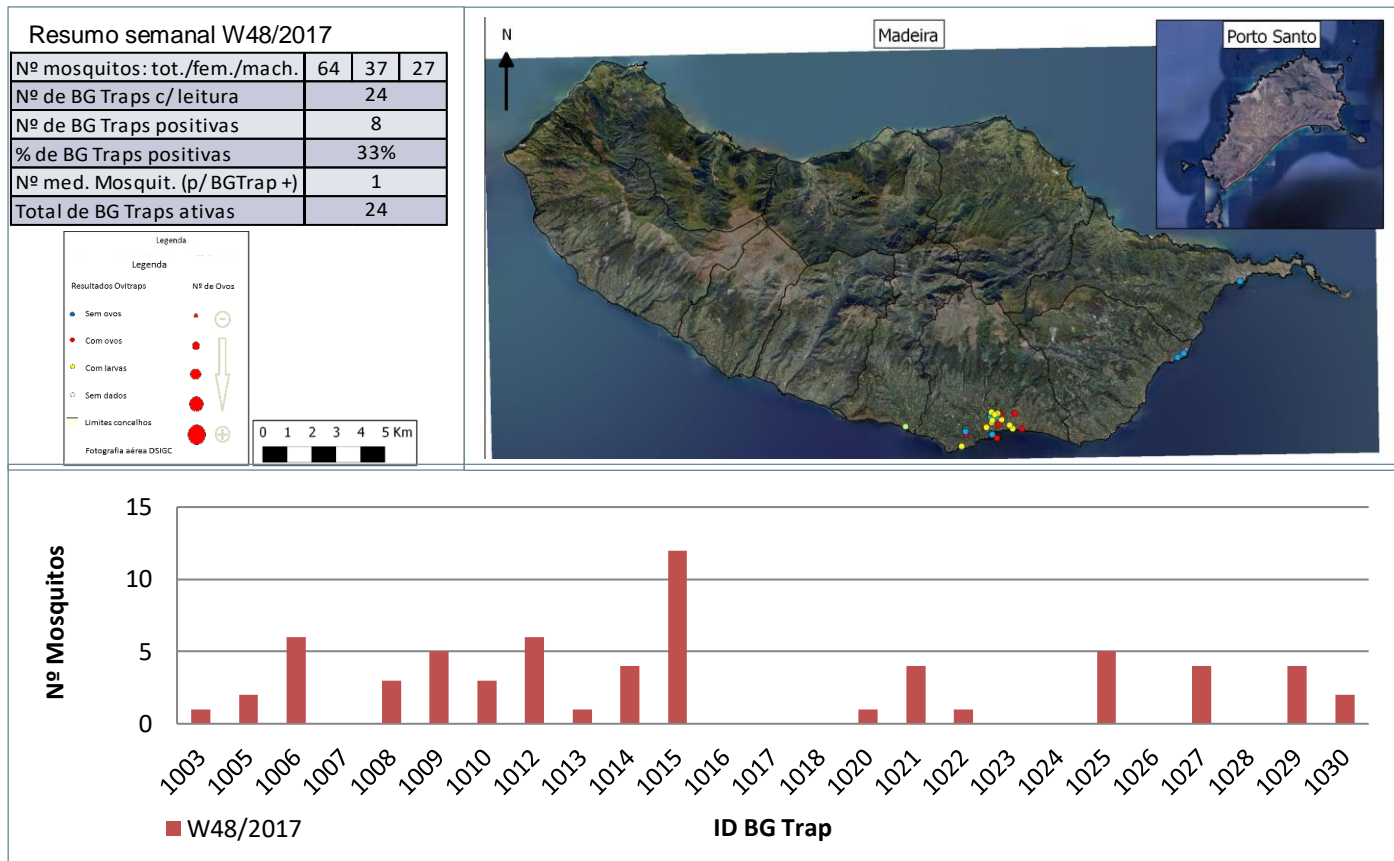 Resumo semanal W48/2017
Nº mosquitos: tot./fem./mach. 64 37 27
Nº de BG Traps c/ leitura 24
Nº de BG Traps positivas 8
% de BG Traps positivas 33%
Nº med. Mosquit. (p/ BGTrap +) 1
Total de BG Traps ativas 24
Legenda
Legenda
Resultados Ovitraps Nº de Ovos
Sem ovos
Com ovos
Com larvas
Sem dados
Limites concelhos
Fotografia aérea DSIGC
0 1 2 3 4 5 Km
N
Madeira
Porto Santo
Nº Mosquitos
15
10
5
0
1003 1005 1006 1007 1008 1009 1010 1012 1013 1014 1015 1016 1017 1018 1020 1021 1022 1023 1024 1025 1026 1027 1028 1029 1030
W48/2017
ID BG Trap